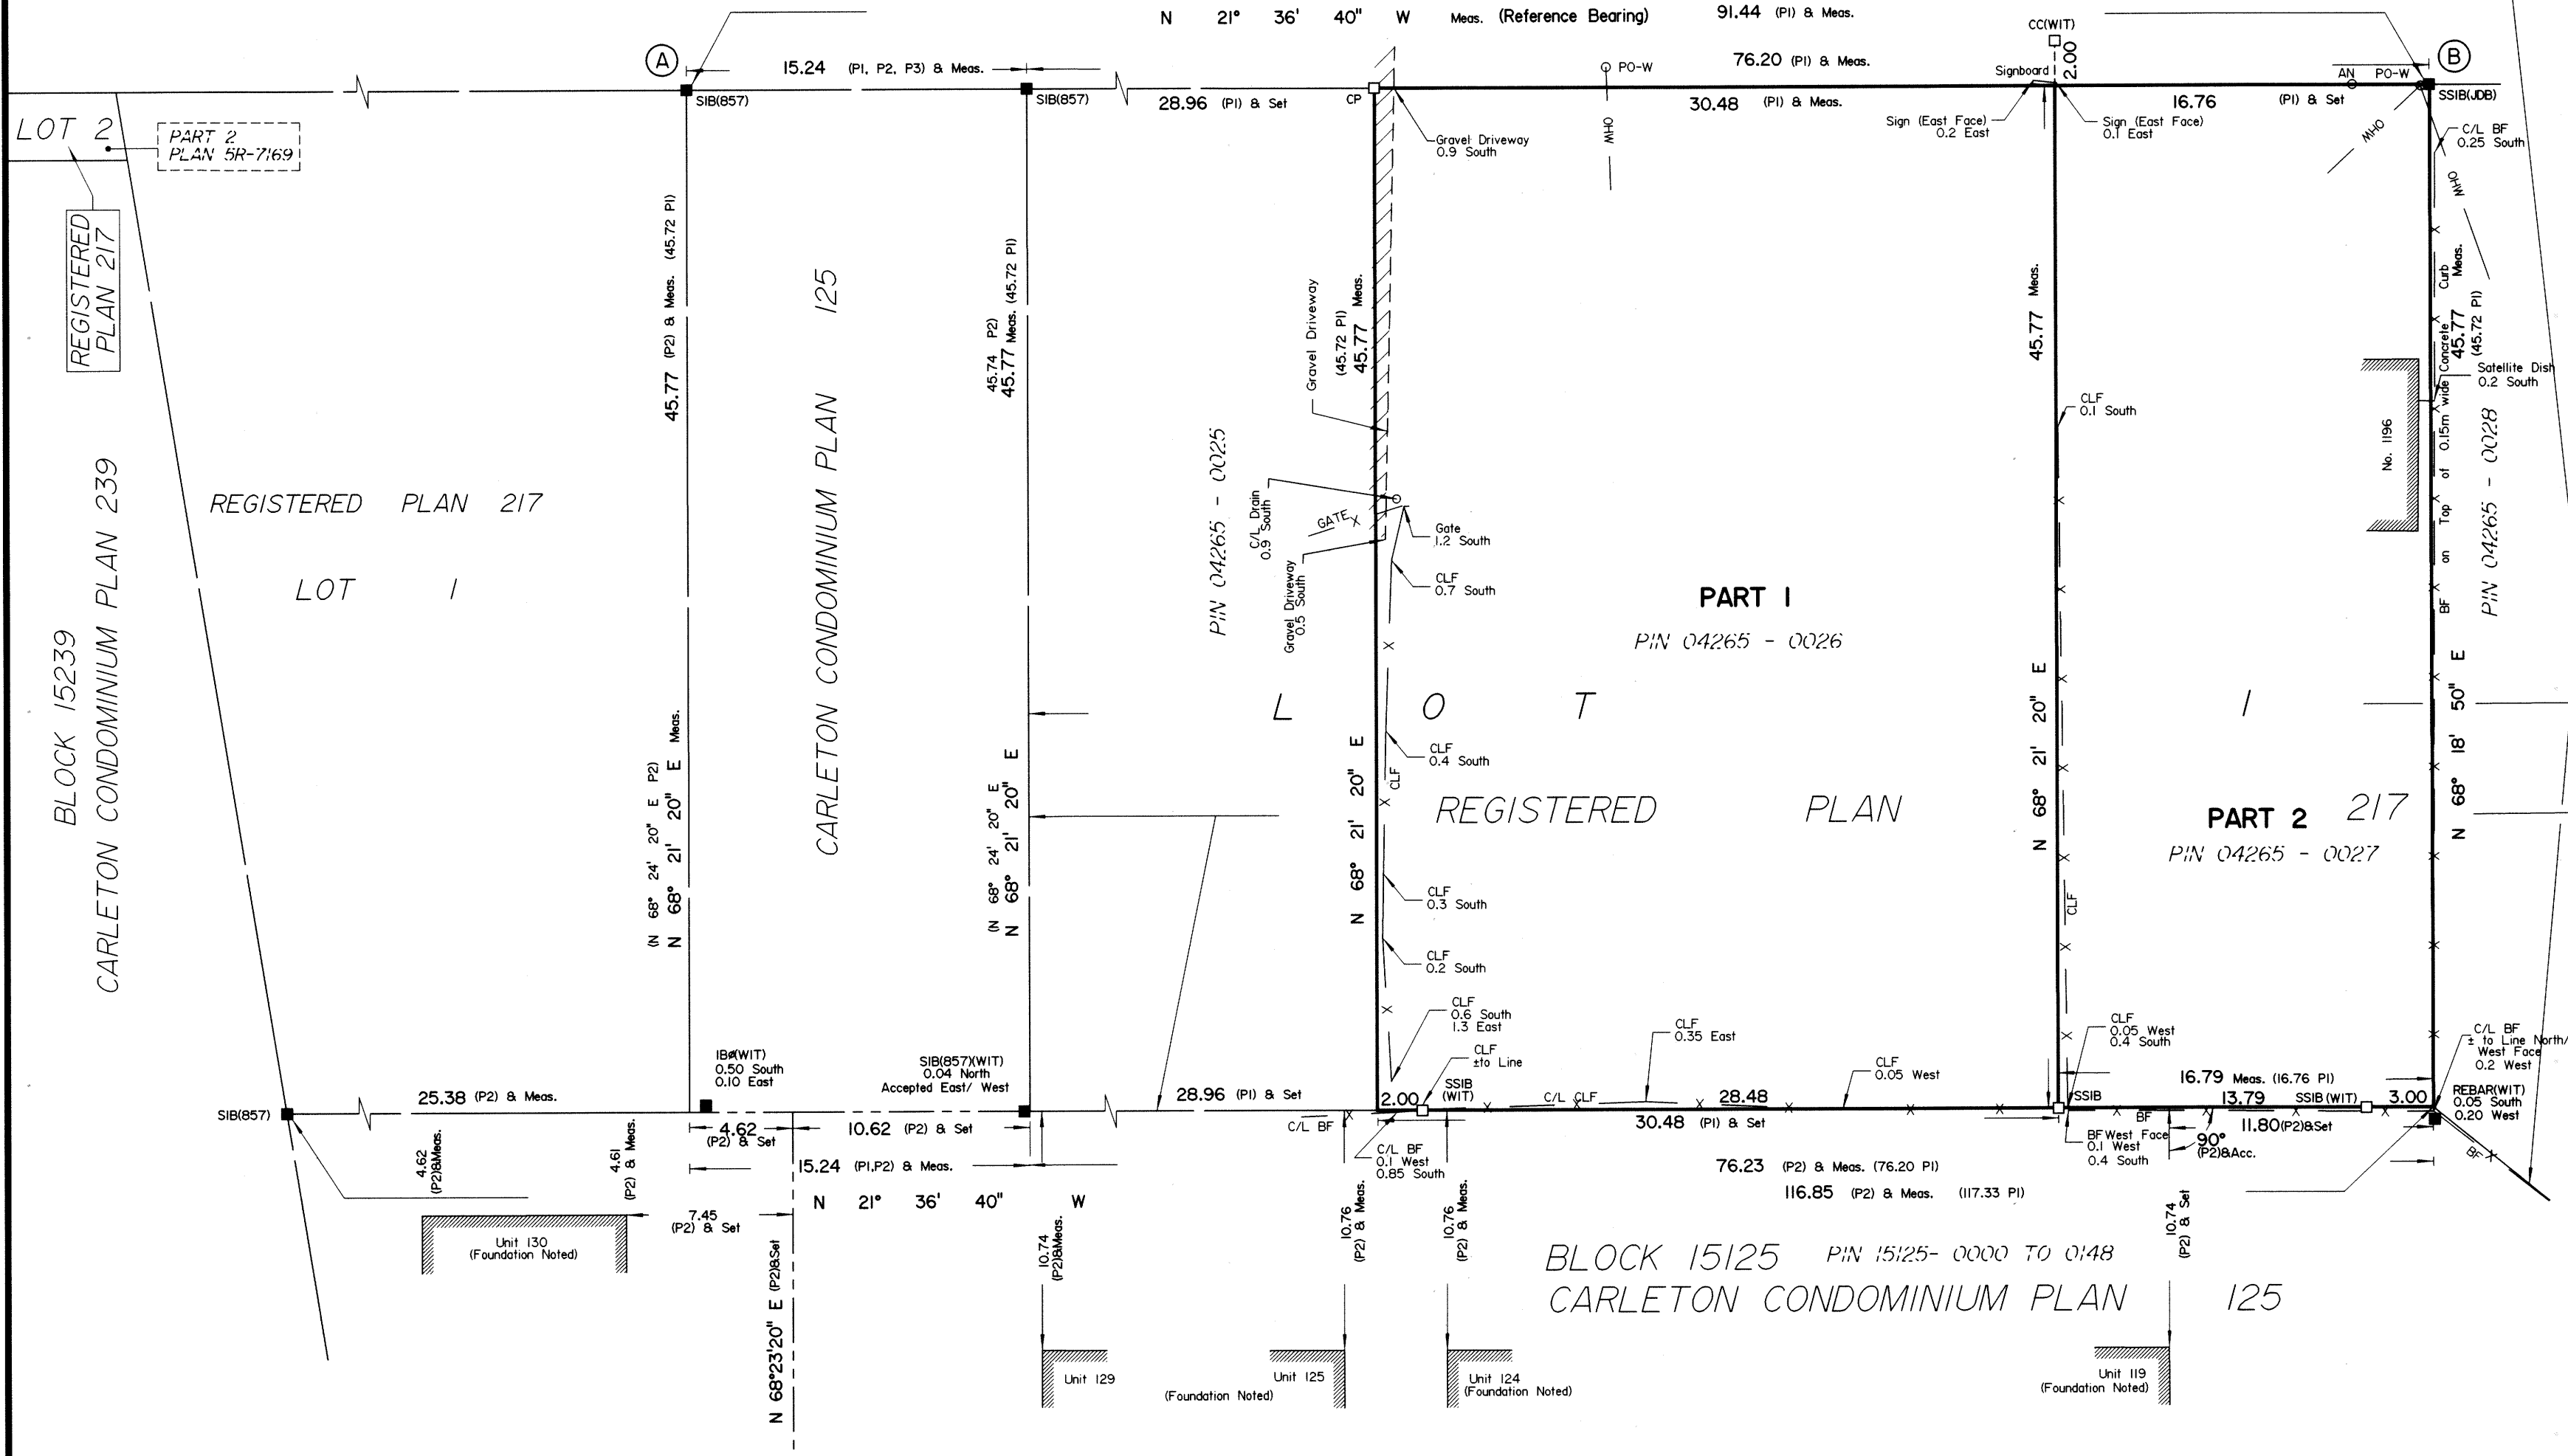 N 21° 36' 40" W Meas. (Reference Bearing) 91.44 (P1) & Meas.
CC(WIT)
2.00
A
15.24 (P1, P2, P3) & Meas.
PO-W
76.20 (P1) & Meas.
Signboard
AN PO-W
B
SIB(857)
SIB(857)
28.96 (P1) & Set
CP
30.48 (P1) & Meas.
16.76 (P1) & Set
SSIB(JDB)
LOT 2
PART 2
PLAN 5R-7169
Gravel Driveway
0.9 South
OHW
Sign (East Face)
0.2 East
Sign (East Face)
0.1 East
OHW
C/L BF
0.25 South
OHW
REGISTERED
PLAN 217
45.77 (P2) & Meas. (45.72 P1)
CARLETON CONDOMINIUM PLAN 125
45.74 P2)
45.77 Meas. (45.72 P1)
Gravel Driveway
(45.72 P1)
45.77 Meas.
45.77 Meas.
45.77 Meas.
(45.72 P1)
BF on Top of 0.15m wide Concrete Curb
Satellite Dish
0.2 South
CLF
0.1 South
No. 1196
PIN 04265 - 0028
PIN 04265 - 0025
C/L Drain
0.9 South
GATE
Gate
1.2 South
Gravel Driveway
0.5 South
CLF
0.7 South
REGISTERED PLAN 217
LOT 1
BLOCK 15239
CARLETON CONDOMINIUM PLAN 239
PART 1
PIN 04265 - 0026
L O T 1
(N 68° 24' 20" E P2)
N 68° 21' 20" E Meas.
(N 68° 24' 20" E
N 68° 21' 20" E
N 68° 21' 20" E
CLF
0.4 South
CLF
N 68° 21' 20" E
N 68° 18' 50" E
REGISTERED PLAN 217
PART 2
PIN 04265 - 0027
CLF
0.3 South
CLF
CLF
0.2 South
CLF
0.6 South
1.3 East
CLF
0.35 East
CLF
±to Line
CLF
0.05 West
CLF
0.05 West
0.4 South
C/L BF
± to Line North/
West Face
0.2 West
IBø(WIT)
0.50 South
0.10 East
SIB(857)(WIT)
0.04 North
Accepted East/ West
SIB(857)
25.38 (P2) & Meas.
28.96 (P1) & Set
2.00
SSIB
(WIT)
C/L CLF
28.48
SSIB
16.79 Meas. (16.76 P1)
13.79
SSIB (WIT)
3.00
REBAR(WIT)
0.05 South
0.20 West
4.62
(P2) & Set
10.62 (P2) & Set
C/L BF
30.48 (P1) & Set
BF
11.80(P2)&Set
BF West Face
0.1 West
0.4 South
90°
(P2)&Acc.
BF
4.62
(P2)&Meas.
4.61
(P2) & Meas.
15.24 (P1,P2) & Meas.
C/L BF
0.1 West
0.85 South
76.23 (P2) & Meas. (76.20 P1)
116.85 (P2) & Meas. (117.33 P1)
N 21° 36' 40" W
7.45
(P2) & Set
10.74
(P2)&Meas.
10.76
(P2) & Meas.
10.76
(P2) & Meas.
10.74
(P2) & Set
Unit 130
(Foundation Noted)
BLOCK 15125 PIN 15125- 0000 TO 0148
CARLETON CONDOMINIUM PLAN 125
N 68°23'20" E (P2)&Set
Unit 129
Unit 125
(Foundation Noted)
Unit 124
(Foundation Noted)
Unit 119
(Foundation Noted)